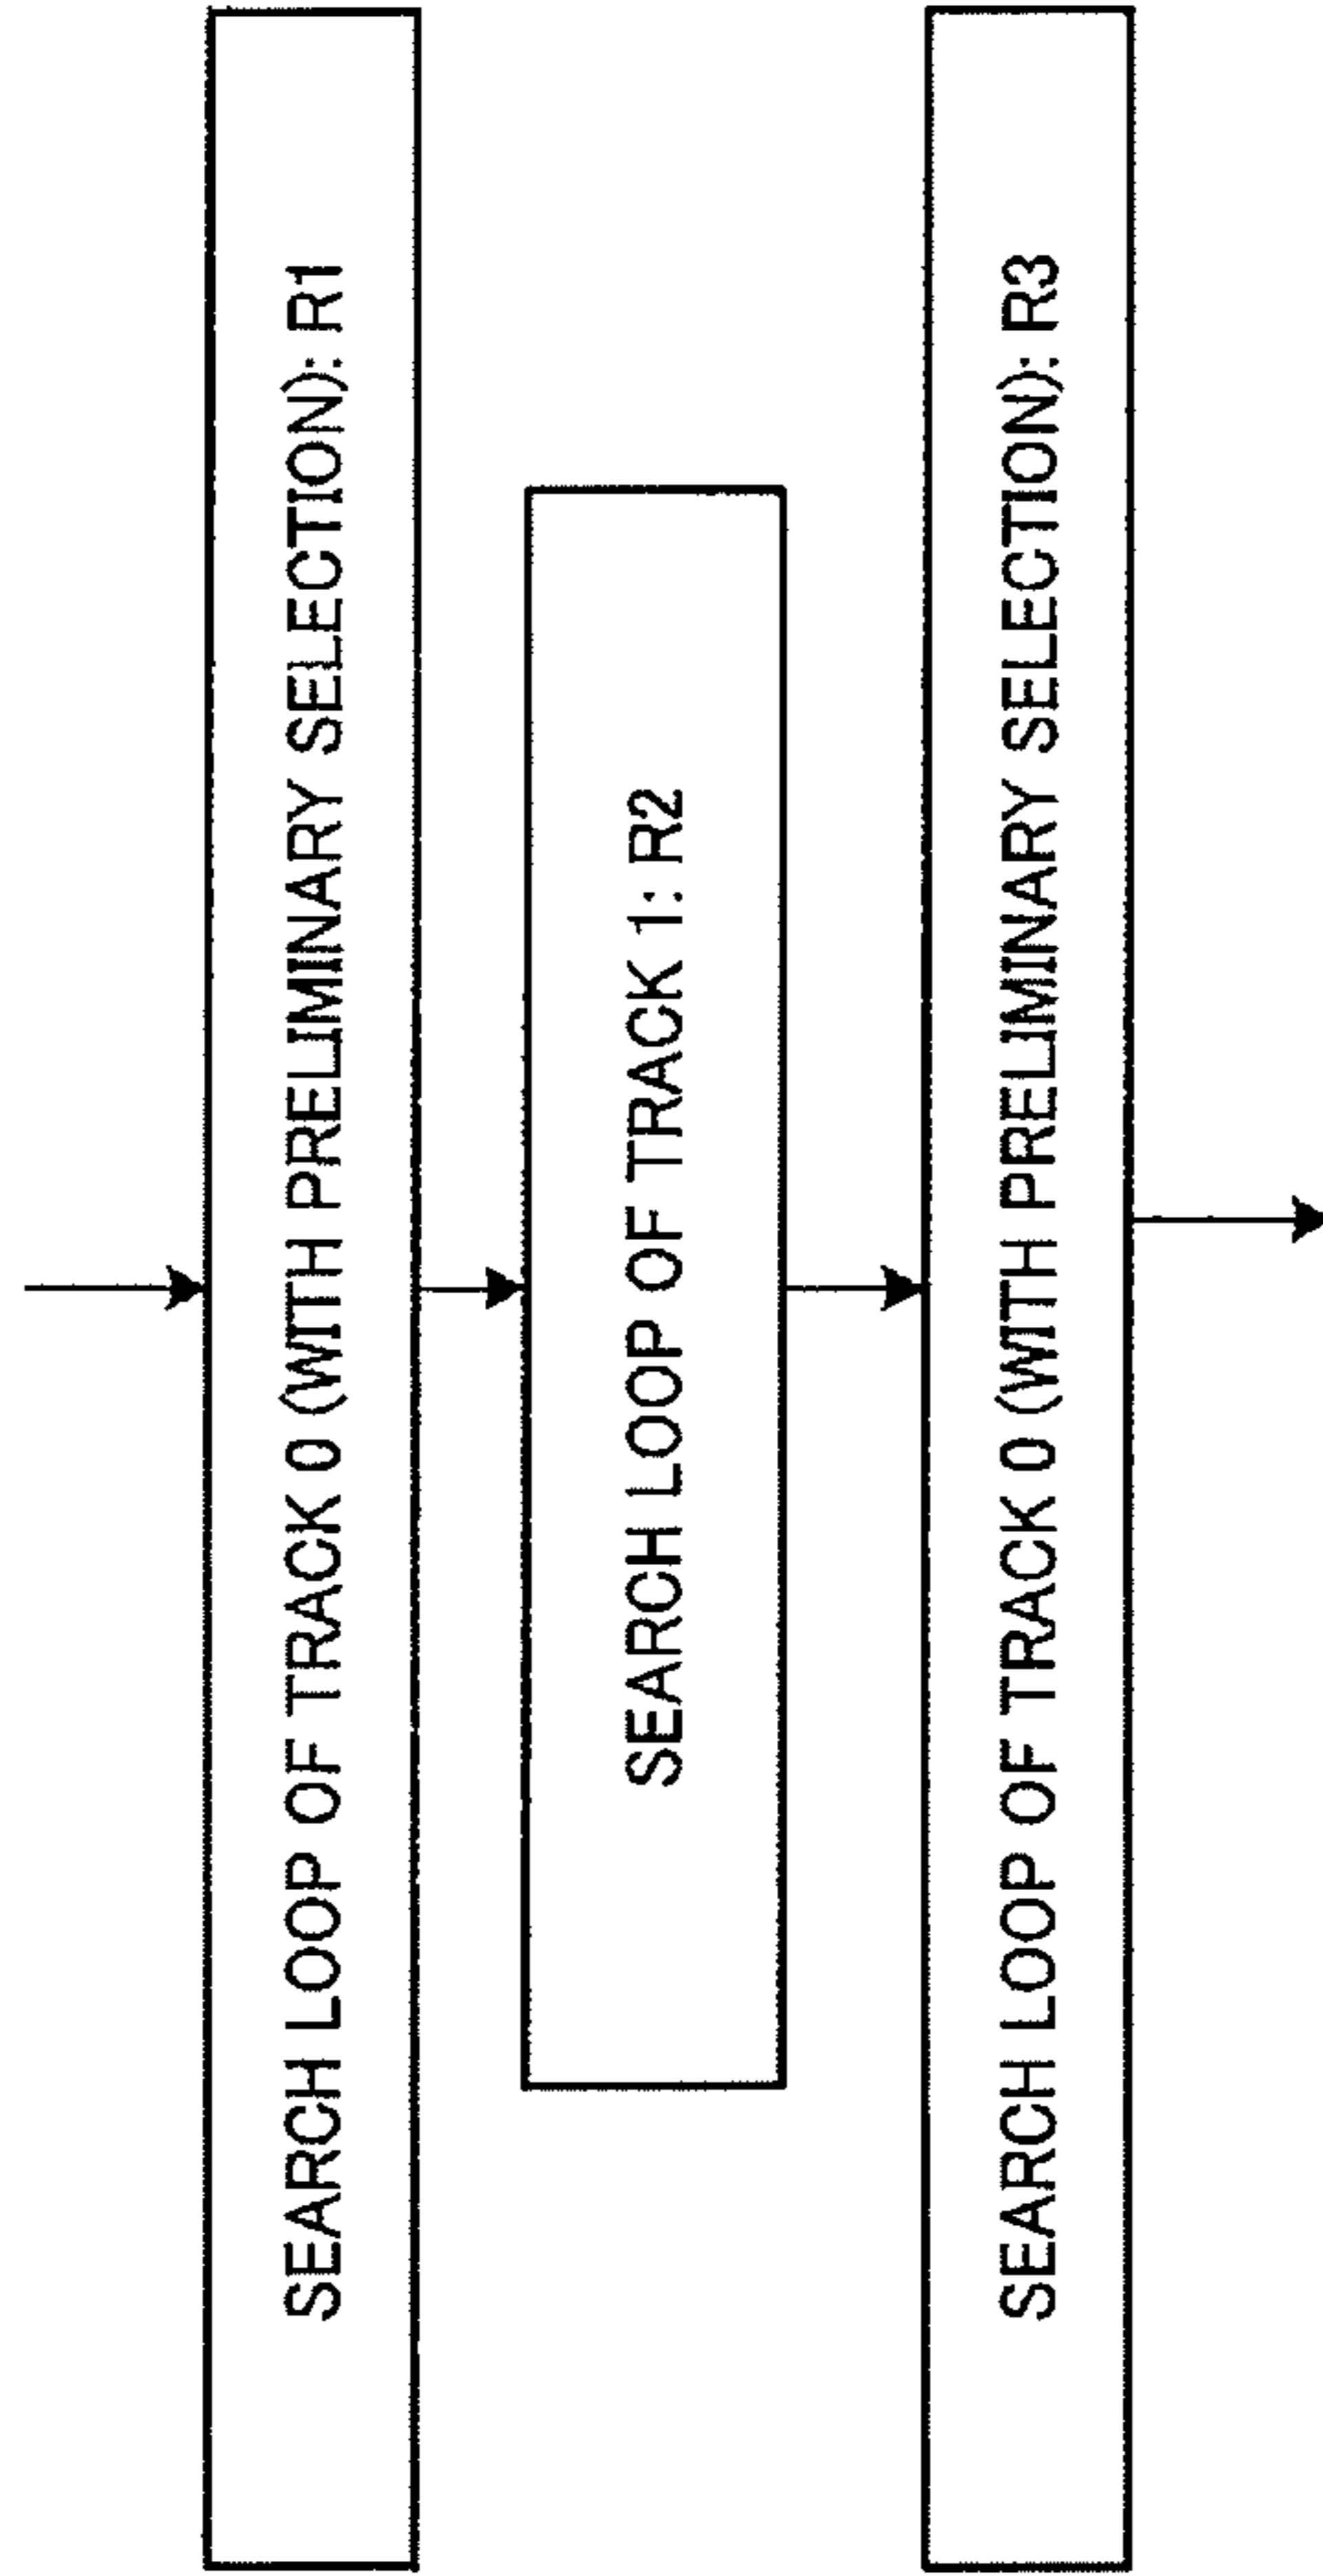 SEARCH LOOP OF TRACK 0 (WITH PRELIMINARY SELECTION): R1
SEARCH LOOP OF TRACK 1: R2
SEARCH LOOP OF TRACK 0 (WITH PRELIMINARY SELECTION): R3